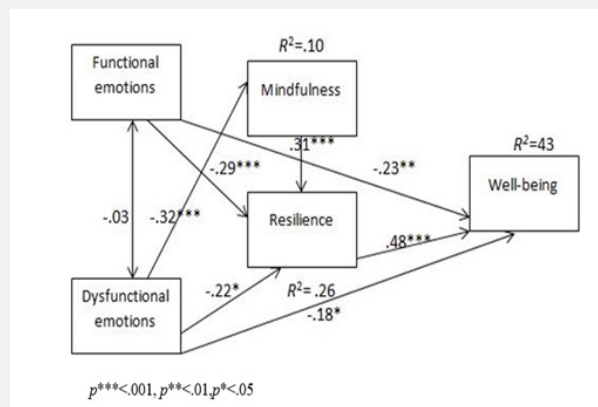 R²=.10
Functional
emotions
Mindfulness
.31***
R²=43
-.29***
-.23**
Well-being
-.03
-.32***
Resilience
.48***
Dysfunctional
emotions
-.22*
R²= .26
-.18*
p***<.001, p**<.01,p*<.05